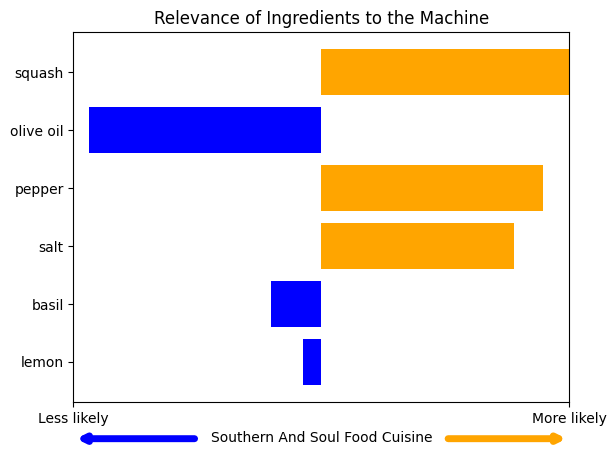 Relevance of Ingredients to the Machine
squash
olive oil
pepper
salt
basil
lemon
Less likely
More likely
Southern And Soul Food Cuisine